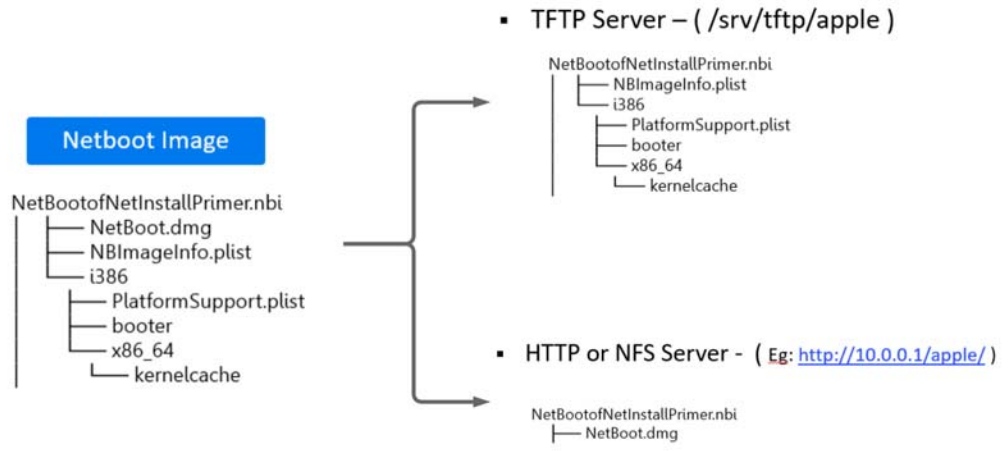 Netboot Image
NetBootofNetInstallPrimer.nbi
NetBoot.dmg
NBImageInfo.plist
i386
PlatformSupport.plist
booter
x86_64
kernelcache
▪ TFTP Server – ( /srv/tftp/apple )
NetBootofNetInstallPrimer.nbi
NBImageInfo.plist
i386
PlatformSupport.plist
booter
x86_64
kernelcache
▪ HTTP or NFS Server - ( Eg: http://10.0.0.1/apple/ )
NetBootofNetInstallPrimer.nbi
NetBoot.dmg